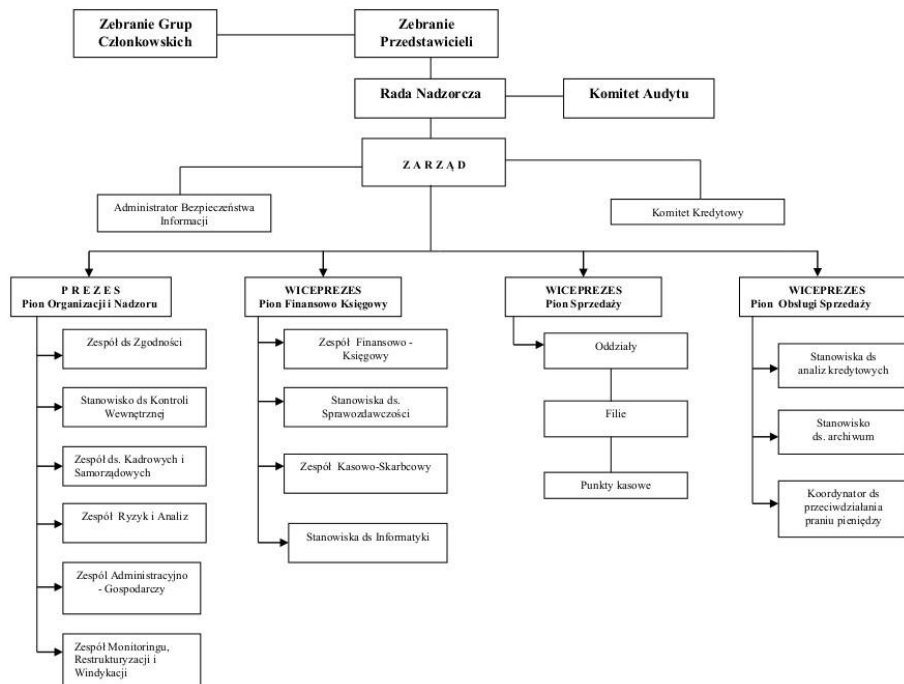 Zebranie Grup
Członkowskich
Zebranie
Przedstawicieli
Rada Nadzorcza
Komitet Audytu
Z A R Z Ą D
Administrator Bezpieczeństwa
Informacji
Komitet Kredytowy
P R E Z E S
Pion Organizacji i Nadzoru
WICEPREZES
Pion Finansowo Księgowy
WICEPREZES
Pion Sprzedaży
WICEPREZES
Pion Obsługi Sprzedaży
Zespół ds Zgodności
Stanowisko ds Kontroli
Wewnętrznej
Zespól ds. Kadrowych i
Samorządowych
Zespół Ryzyk i Analiz
Zespól Administracyjno
- Gospodarczy
Zespół Monitoringu,
Restrukturyzacji i
Windykacji
Zespół Finansowo -
Księgowy
Stanowiska ds.
Sprawozdawczości
Zespół Kasowo-Skarbcowy
Stanowiska ds Informatyki
Oddziały
Filie
Punkty kasowe
Stanowiska ds
analiz kredytowych
Stanowisko
ds. archiwum
Koordynator ds
przeciwdziałania
praniu pieniędzy